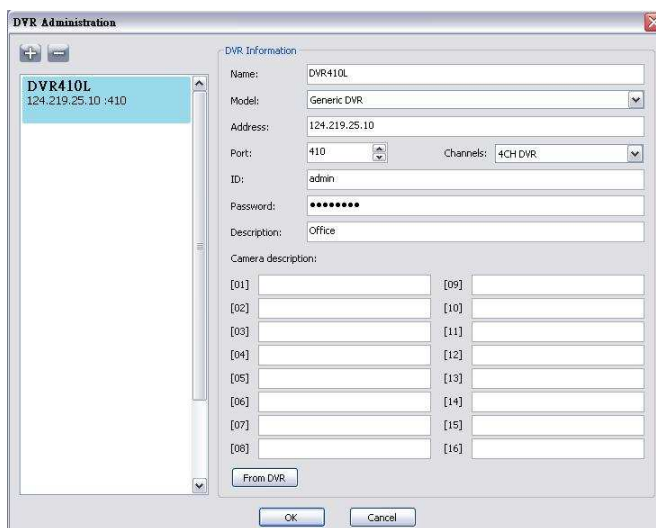 DVR Administration
DVR410L
124.219.25.10 :410
DVR Information
Name: DVR410L
Model: Generic DVR
Address: 124.219.25.10
Port: 410 Channels: 4CH DVR
ID: admin
Password: ●●●●●●●●
Description: Office
Camera description:
[01] [09]
[02] [10]
[03] [11]
[04] [12]
[05] [13]
[06] [14]
[07] [15]
[08] [16]
From DVR
OK Cancel